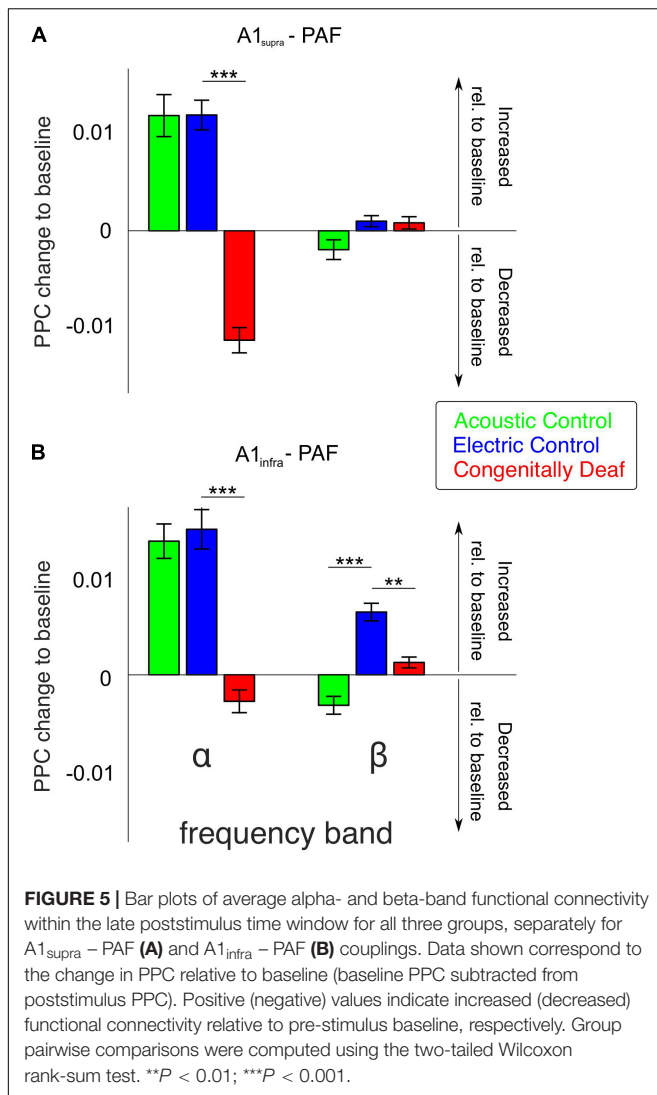 A
A1supra - PAF
***
0.01
0
-0.01
PPC change to baseline
Increased
rel. to baseline
Decreased
rel. to baseline
Acoustic Control
Electric Control
Congenitally Deaf
B
A1infra - PAF
***
***
**
0.01
0
-0.01
PPC change to baseline
Increased
rel. to baseline
Decreased
rel. to baseline
α β
frequency band
FIGURE 5 | Bar plots of average alpha- and beta-band functional connectivity
within the late poststimulus time window for all three groups, separately for
A1supra – PAF (A) and A1infra – PAF (B) couplings. Data shown correspond to
the change in PPC relative to baseline (baseline PPC subtracted from
poststimulus PPC). Positive (negative) values indicate increased (decreased)
functional connectivity relative to pre-stimulus baseline, respectively. Group
pairwise comparisons were computed using the two-tailed Wilcoxon
rank-sum test. **P < 0.01; ***P < 0.001.